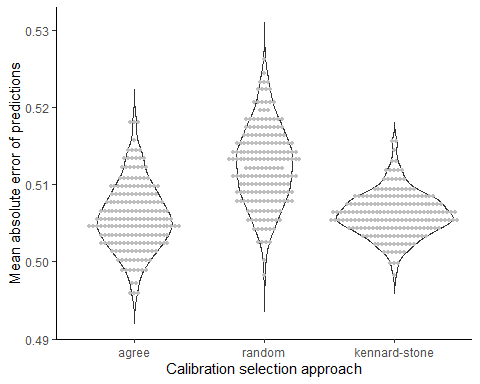 Mean absolute error of predictions
0.53
0.52
0.51
0.50
0.49
agree random kennard-stone
Calibration selection approach